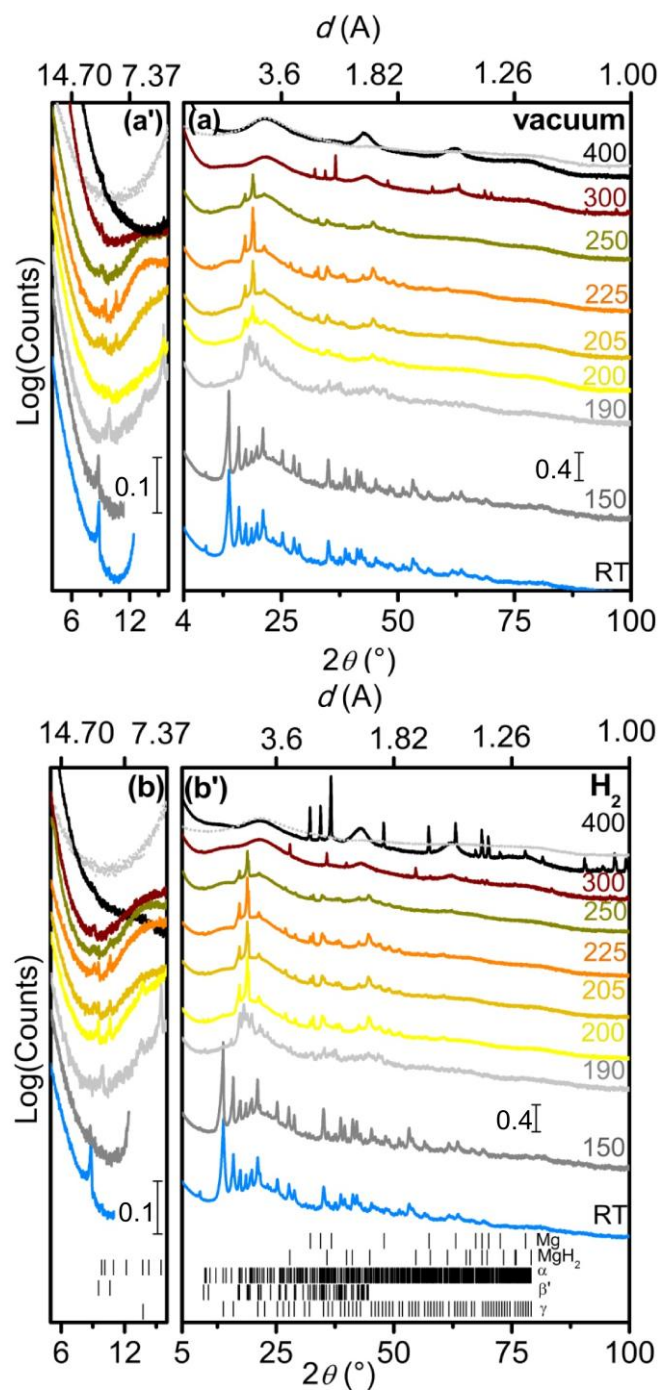 d (A)
14.70 7.37 3.6 1.82 1.26 1.00
(a') (a) vacuum
400
300
250
225
205
200
190
0.4
150
0.1
RT
Log(Counts)
6 12 4 25 50 75 100
2θ (°)
d (A)
14.70 7.37 3.6 1.82 1.26 1.00
(b) (b') H2
400
300
250
225
205
200
190
0.4
150
RT
0.1
Log(Counts)
Mg
MgH2
α
β'
γ
6 12 5 25 50 75 100
2θ (°)